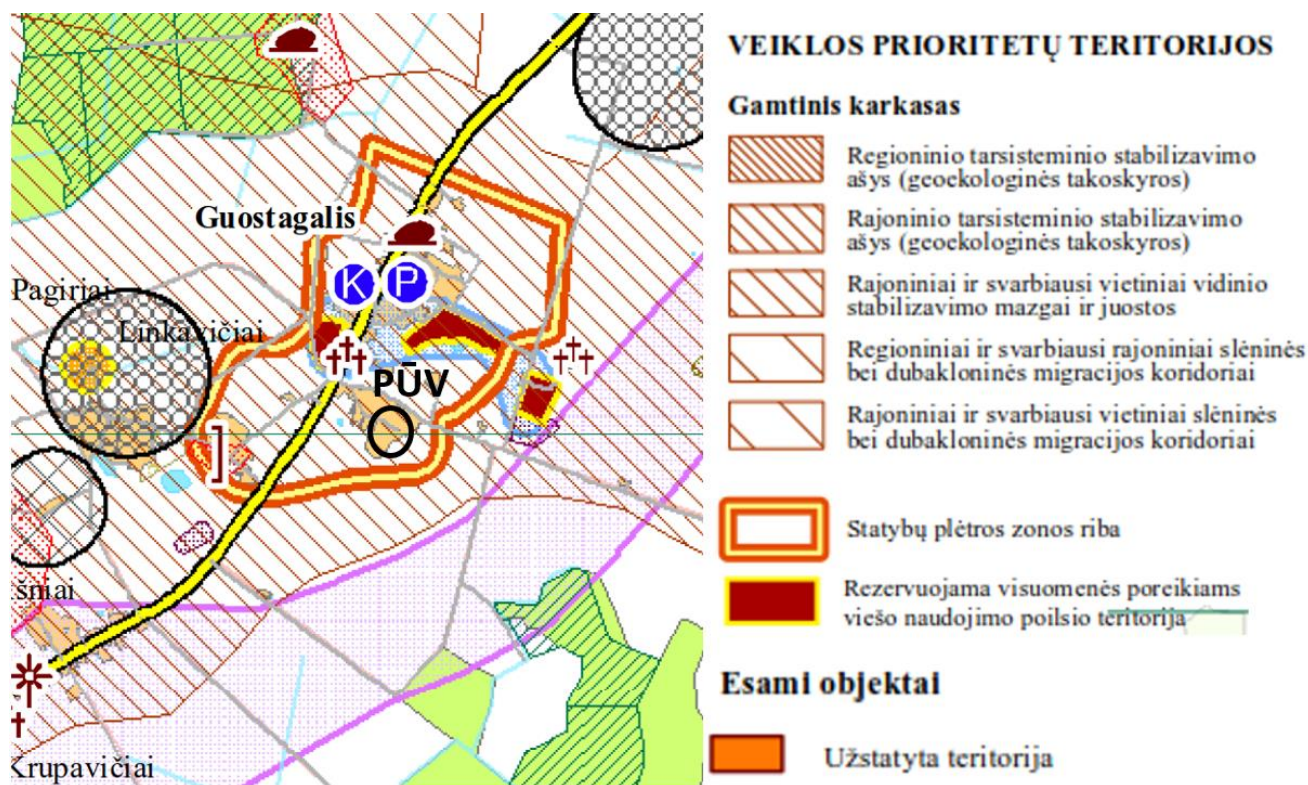 Guostagalis
K P
Pagiriai
Linkavičiai
PŪV
šniai
Krupavičiai
VEIKLOS PRIORITETŲ TERITORIJOS
Gamtinis karkasas
Regioninio tarsisteminio stabilizavimo
ašys (geoekologinės takoskyros)
Rajoninio tarsisteminio stabilizavimo
ašys (geoekologinės takoskyros)
Rajoniniai ir svarbiausi vietiniai vidinio
stabilizavimo mazgai ir juostos
Regioniniai ir svarbiausi rajoniniai slėninės
bei dubakloninės migracijos koridoriai
Rajoniniai ir svarbiausi vietiniai slėninės
bei dubakloninės migracijos koridoriai
Statybų plėtros zonos riba
Rezervuojama visuomenės poreikiams
viešo naudojimo poilsio teritorija
Esami objektai
Užstatyta teritorija